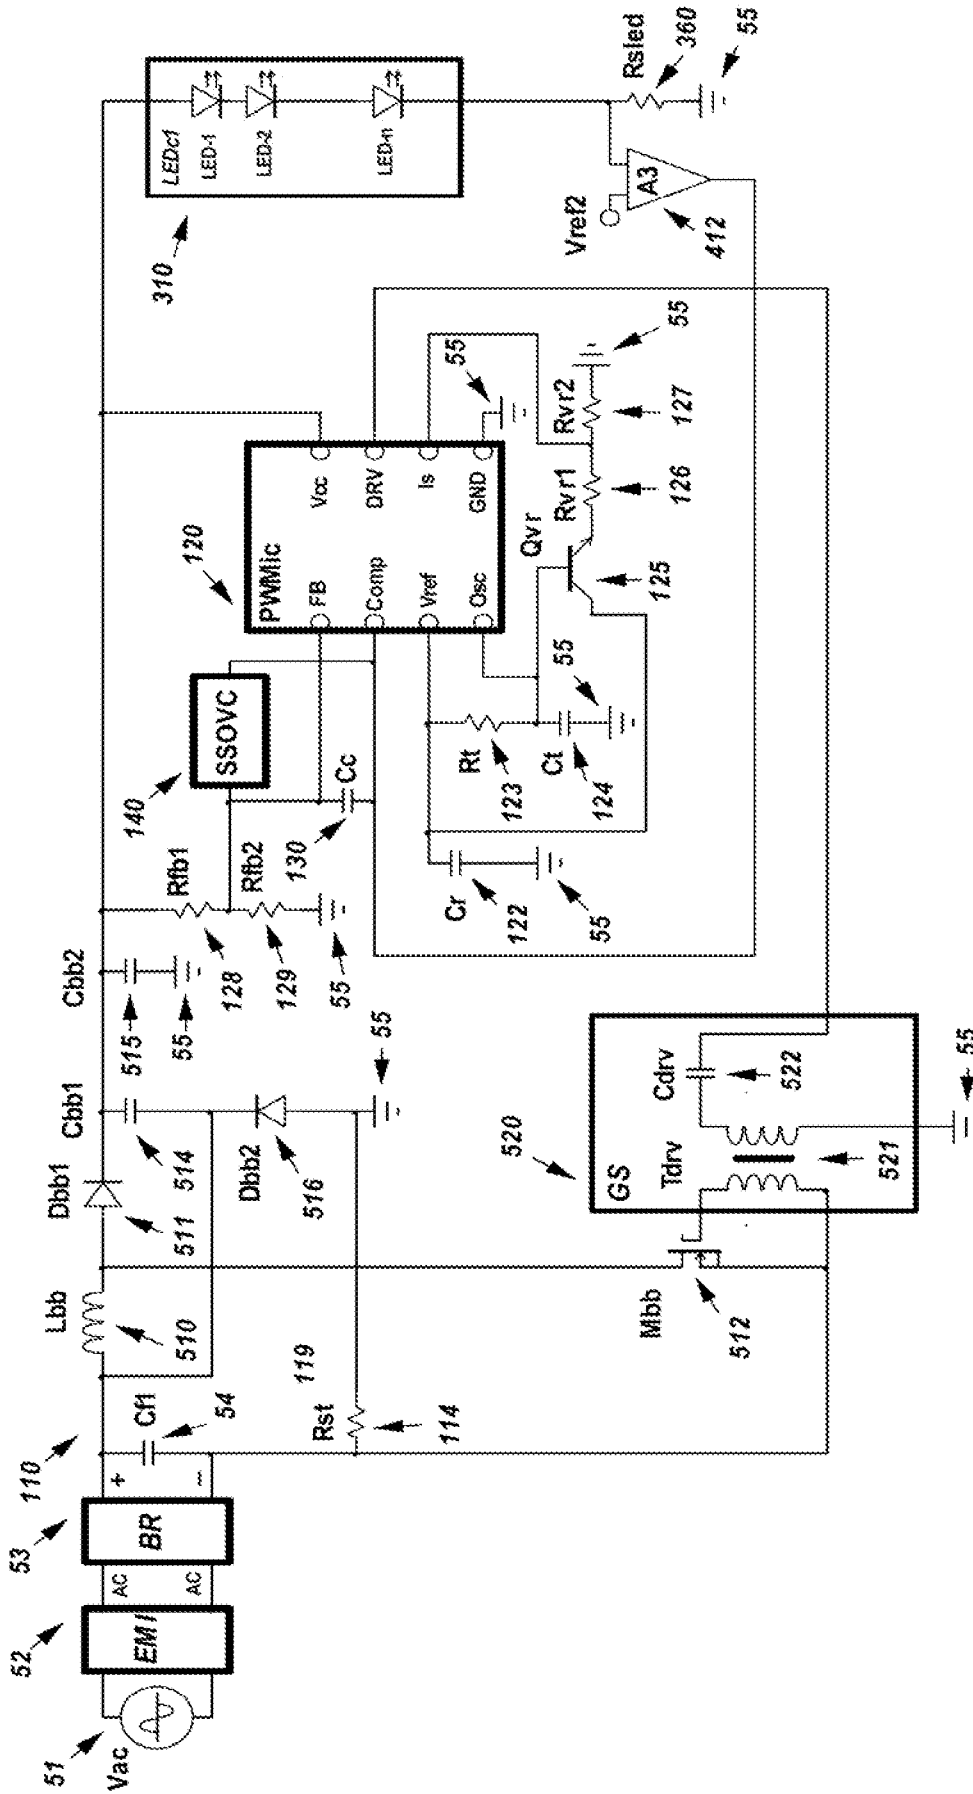 51
Vac
52
EMI
AC
AC
53
BR
110
+
−
Cf1
54
Lbb
510
Rst
114
119
Dbb1
511
Cbb1
514
Dbb2
516
55
Cbb2
515
55
Rfb1
128
Rfb2
129
55
140
SSOVC
Cc
130
120
PWMic
FB
Comp
Vref
Osc
Vcc
DRV
Is
GND
55
Cr
122
55
Rt
123
Ct
124
55
Qvr
125
Rvr1
126
Rvr2
127
55
310
LEDc1
LED-1
LED-2
LED-n
Vref2
A3
412
Rsled
360
55
Mbb
512
520
GS
Tdrv
521
Cdrv
522
55